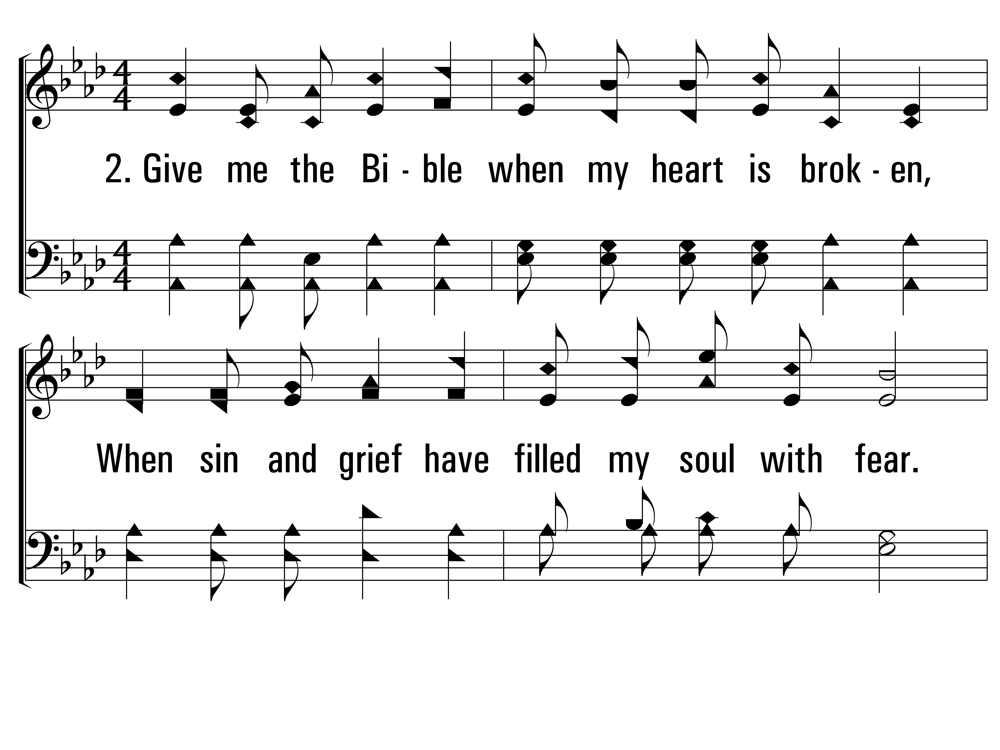 2. Give me the Bi - ble when my heart is brok - en,
When sin and grief have filled my soul with fear.